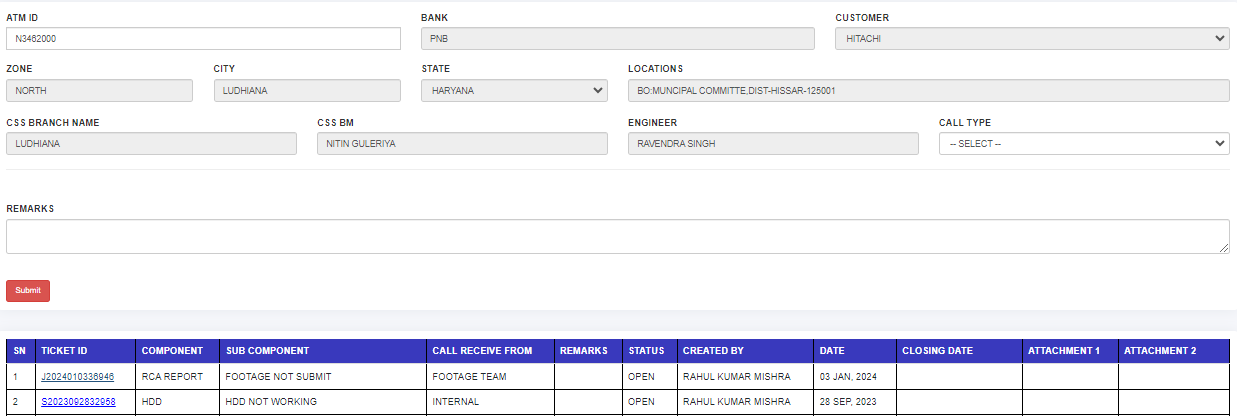 ATM ID BANK CUSTOMER
N3462000 PNB HITACHI
ZONE CITY STATE LOCATIONS
NORTH LUDHIANA HARYANA BO:MUNCIPAL COMMITTE,DIST-HISSAR-125001
CSS BRANCH NAME CSS BM ENGINEER CALL TYPE
LUDHIANA NITIN GULERIYA RAVENDRA SINGH -- SELECT --
REMARKS
Submit
SN TICKET ID COMPONENT SUB COMPONENT CALL RECEIVE FROM REMARKS STATUS CREATED BY DATE CLOSING DATE ATTACHMENT 1 ATTACHMENT 2
1 J2024010336946 RCA REPORT FOOTAGE NOT SUBMIT FOOTAGE TEAM OPEN RAHUL KUMAR MISHRA 03 JAN, 2024
2 S2023092832958 HDD HDD NOT WORKING INTERNAL OPEN RAHUL KUMAR MISHRA 28 SEP, 2023